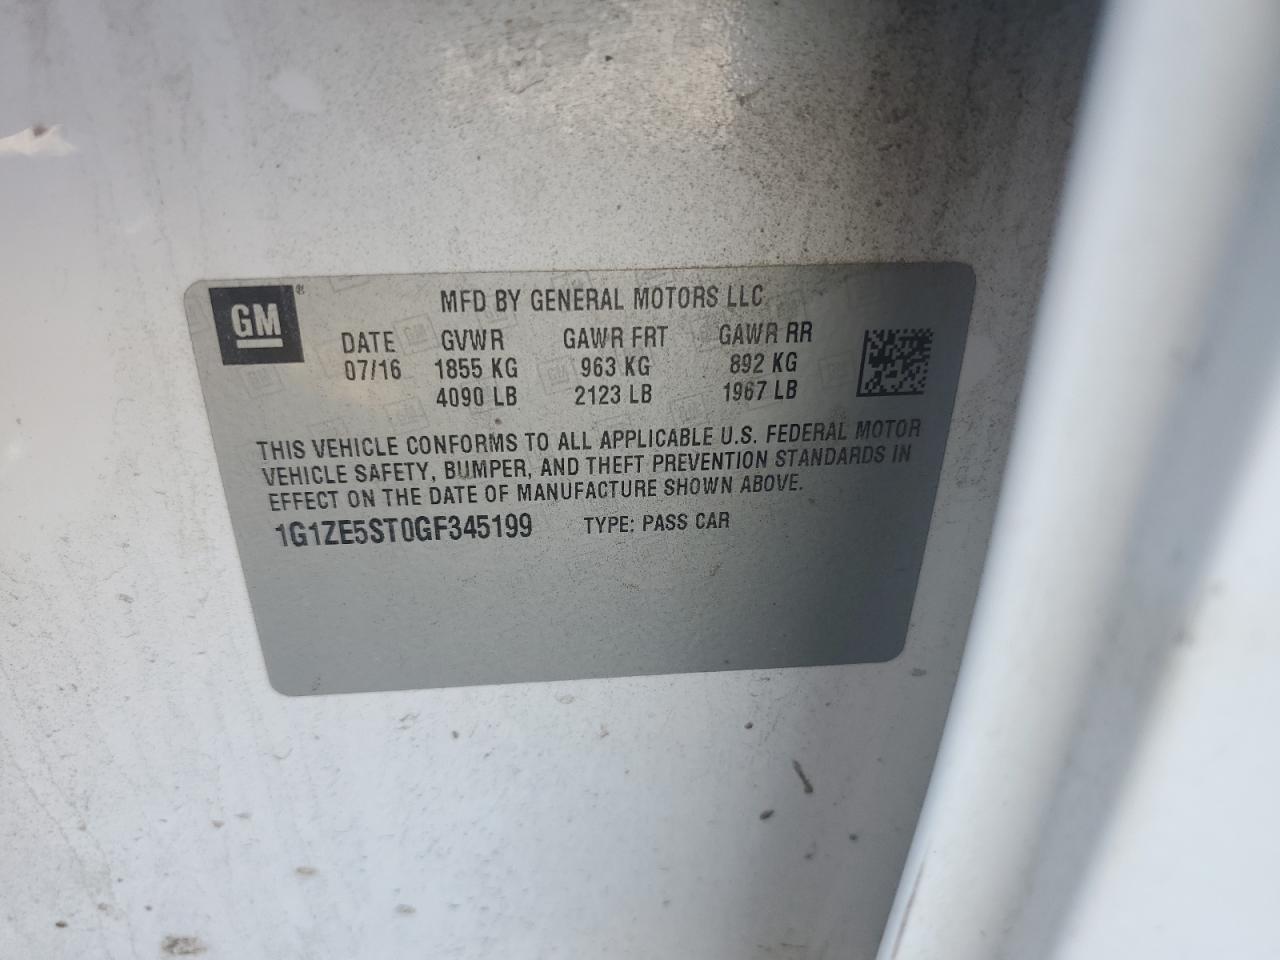 GM®
MFD BY GENERAL MOTORS LLC
DATE GVWR GAWR FRT GAWR RR
07/16 1855 KG 963 KG 892 KG
4090 LB 2123 LB 1967 LB
THIS VEHICLE CONFORMS TO ALL APPLICABLE U.S. FEDERAL MOTOR
VEHICLE SAFETY, BUMPER, AND THEFT PREVENTION STANDARDS IN
EFFECT ON THE DATE OF MANUFACTURE SHOWN ABOVE.
1G1ZE5ST0GF345199 TYPE: PASS CAR